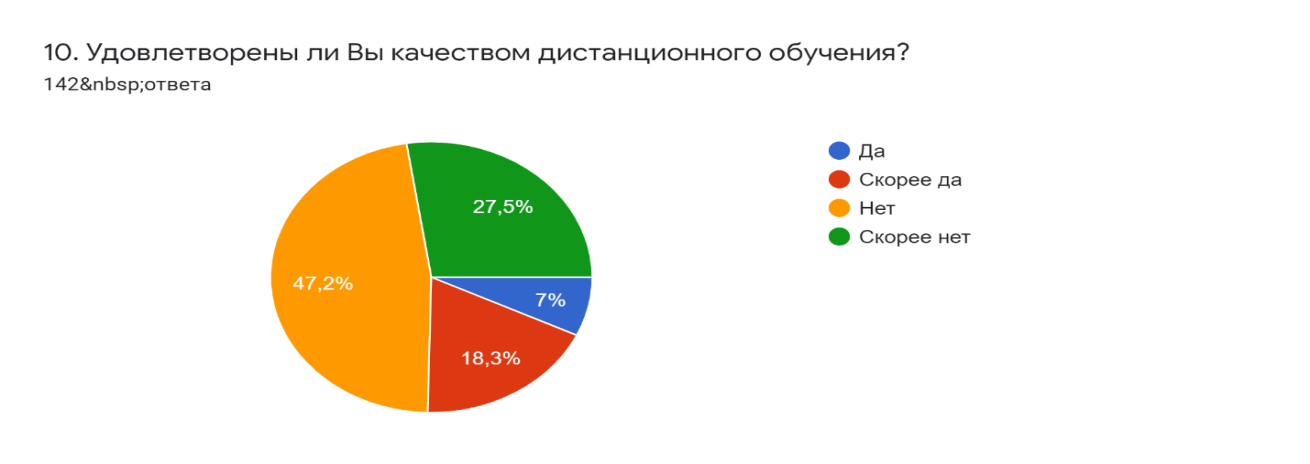 10. Удовлетворены ли Вы качеством дистанционного обучения?
142&nbsp;ответа
Да
Скорее да
Нет
Скорее нет
27,5%
47,2%
7%
18,3%